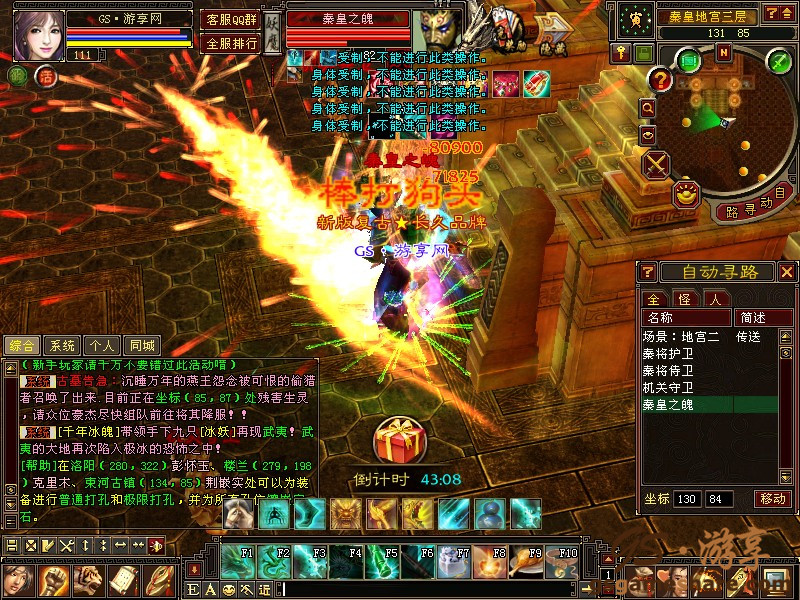 GS·游享网
111
客服QQ群
全服排行
妖魔
秦皇之魄
秦皇地宫三层
131 85
N
身体受制,不能进行此类操作。
身体受制,不能进行此类操作。
身体受制,不能进行此类操作。
身体受制,不能进行此类操作。
30900
秦皇之魄
71825
棒打狗头
新版复古★长久品牌
GS·游享网
自动寻路
自动寻路
全 怪 人
名称 简述
场景:地宫二 传送
秦将护卫
秦将侍卫
机关守卫
秦皇之魄
坐标 130 84 移动
综合 系统 个人 同城
(新手玩家请千万不要错过此活动喔)
古墓告急:沉睡万年的燕王怨念被可恨的偷猎
者召唤了出来.目前正在坐标(85,87)处残害生灵
,请众位豪杰尽快组队前往将其降服!!
[千年冰魄]带领手下九只[冰妖]再现武夷!武
夷的大地再次陷入极冰的恐怖之中!
[帮助]在洛阳(280,322)彭怀玉、楼兰(279,198
)克里木、束河古镇(134,85)荆嵌实处可以为装
备进行普通打孔和极限打孔,并为所有孔位
石。
倒计时 43:08
F1 F2 F3 F4 F5 F6 F7 F8 F9 F10
E A 近
1
游享